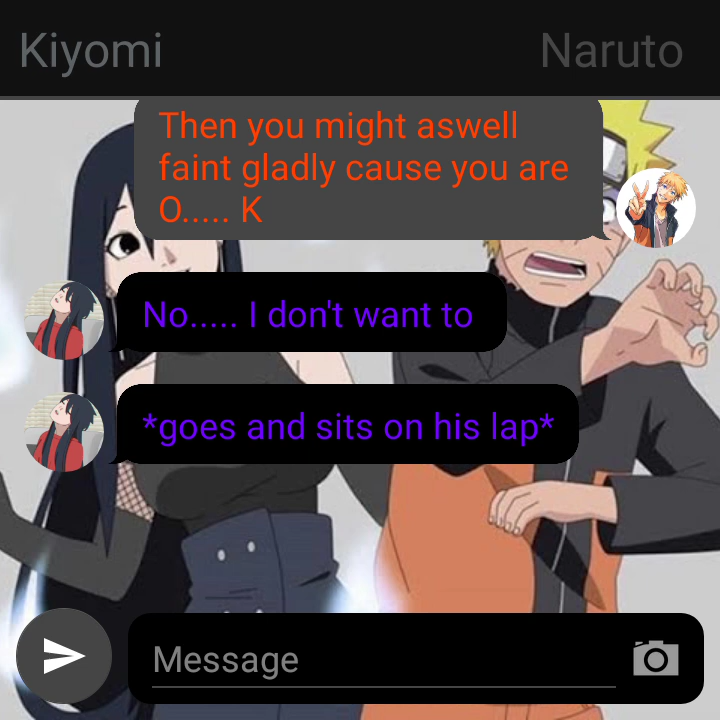 Kiyomi
Naruto
Then you might aswell
faint gladly cause you are
O..... K
No..... I don't want to
*goes and sits on his lap*
Message